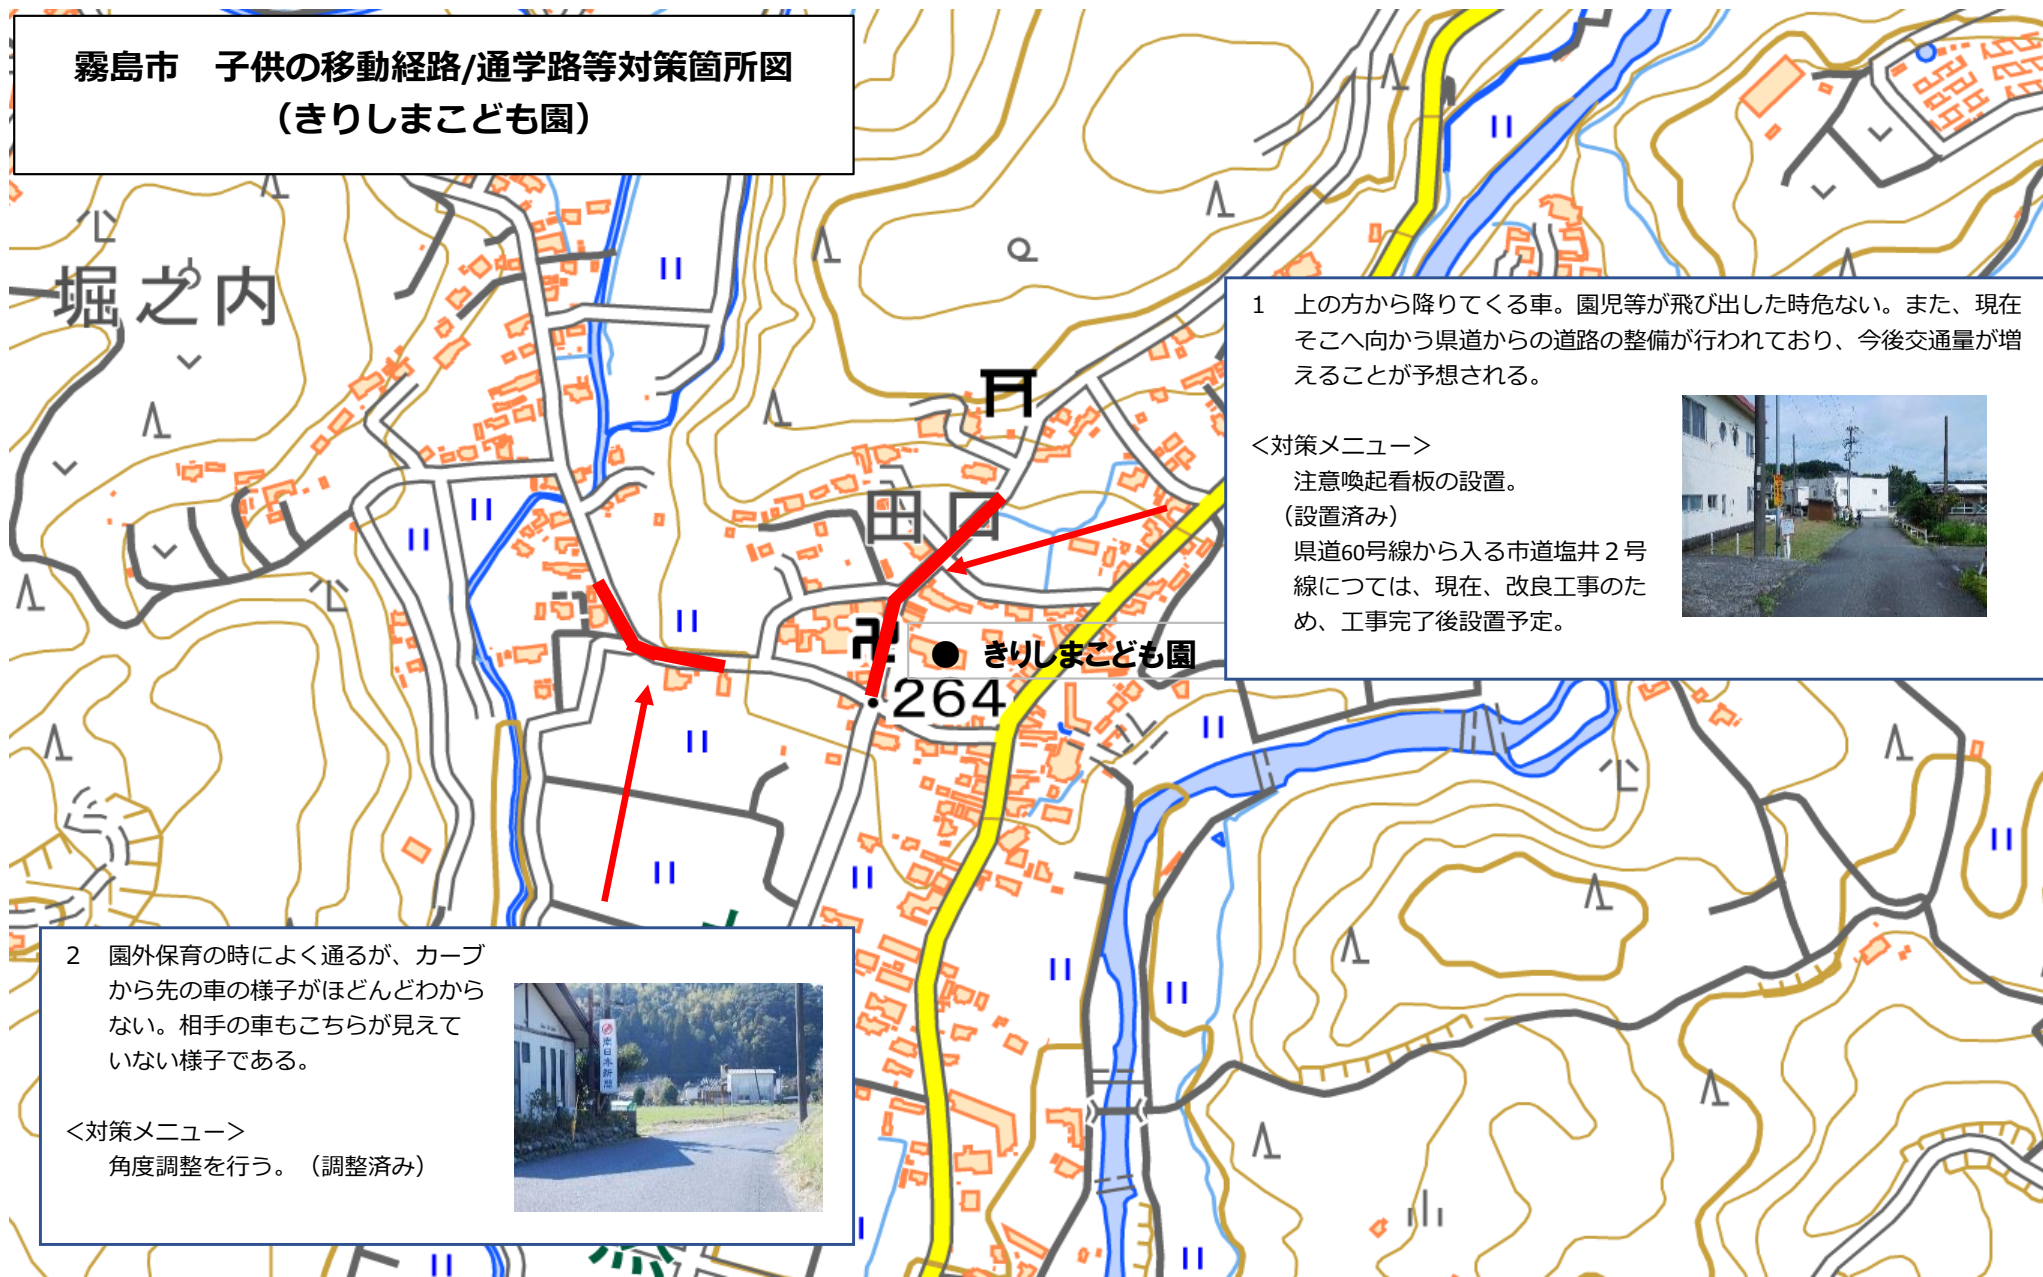 霧島市　子供の移動経路/通学路等対策箇所図
（きりしまこども園）
堀之内
1　上の方から降りてくる車。園児等が飛び出した時危ない。また、現在
そこへ向かう県道からの道路の整備が行われており、今後交通量が増
えることが予想される。
＜対策メニュー＞
注意喚起看板の設置。
（設置済み）
県道60号線から入る市道塩井２号
線につては、現在、改良工事のた
め、工事完了後設置予定。
田口
● きりしまこども園
264
2　園外保育の時によく通るが、カーブ
から先の車の様子がほどんどわから
ない。相手の車もこちらが見えて
いない様子である。
＜対策メニュー＞
角度調整を行う。（調整済み）
南日本新聞